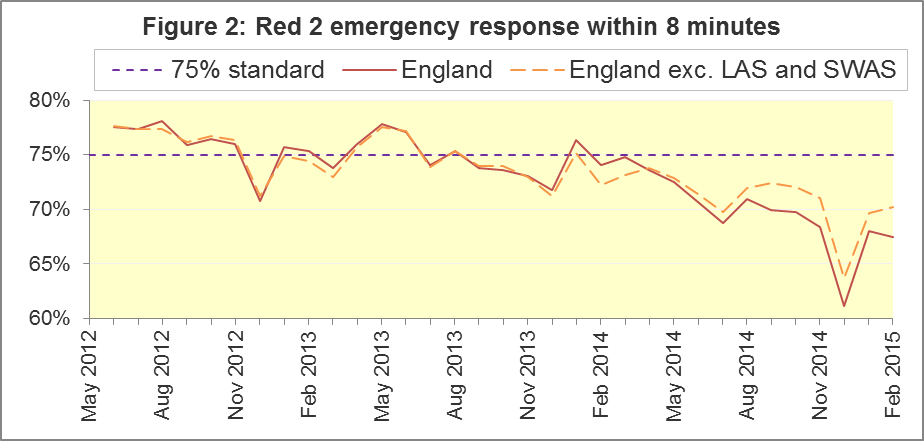 Figure 2: Red 2 emergency response within 8 minutes
75% standard England England exc. LAS and SWAS
80%
75%
70%
65%
60%
May 2012 Aug 2012 Nov 2012 Feb 2013 May 2013 Aug 2013 Nov 2013 Feb 2014 May 2014 Aug 2014 Nov 2014 Feb 2015